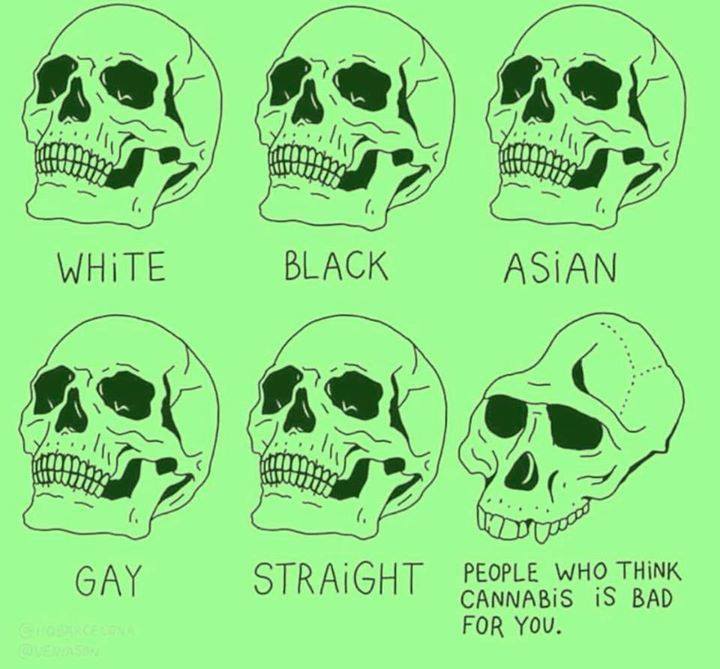 WHiTE
BLACK
ASiAN
GAY
STRAiGHT
PEOPLE WHO THiNK
CANNABiS iS BAD
FOR YOU.